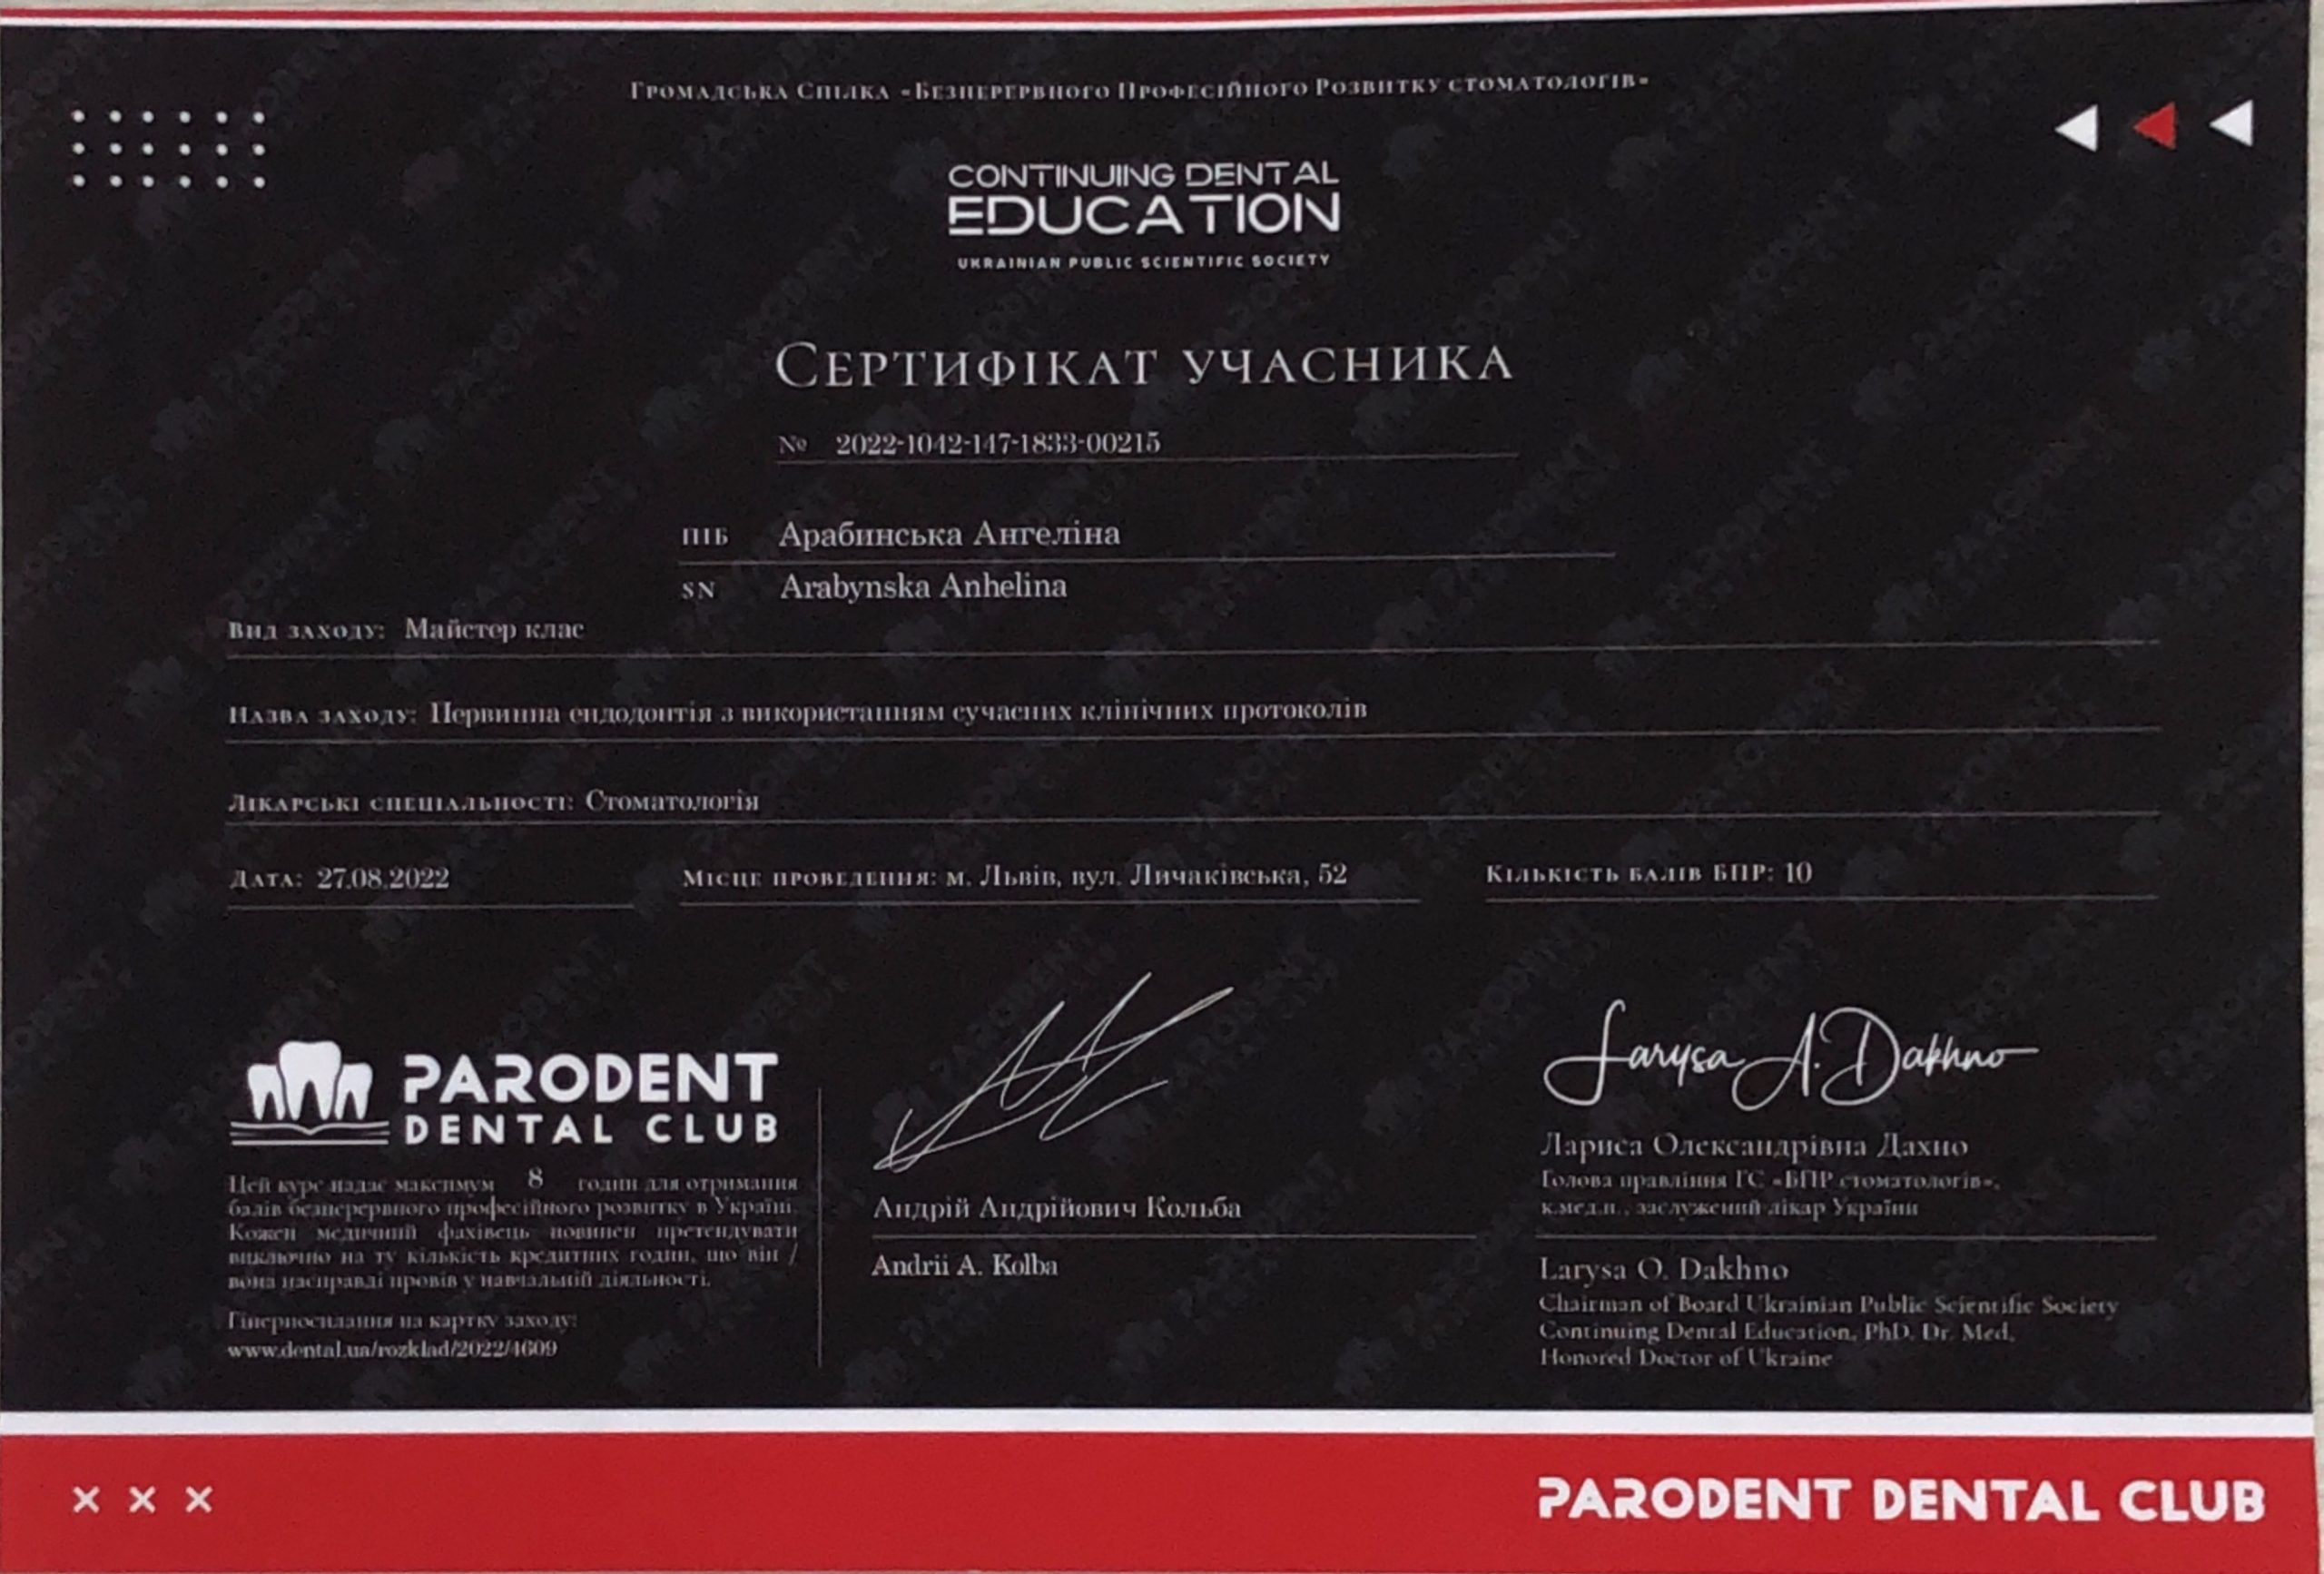 Громадська Спілка «Безперервного Професійного Розвитку стоматологів»
CONTINUING DENTAL
EDUCATION
UKRAINIAN PUBLIC SCIENTIFIC SOCIETY
Сертифікат учасника
№ 2022-1042-147-1833-00215
ПІБ Арабинська Ангеліна
SN Arabynska Anhelina
Вид заходу: Майстер клас
Назва заходу: Первинна ендодонтія з використанням сучасних клінічних протоколів
Лікарські спеціальності: Стоматологія
Дата: 27.08.2022 Місце проведення: м. Львів, вул. Личаківська, 52 Кількість балів БПР: 10
PARODENT
DENTAL CLUB
Цей курс надає максимум 8 годин для отримання
балів безперервного професійного розвитку в Україні.
Кожен медичний фахівець повинен претендувати
виключно на ту кількість кредитних годин, що він /
вона насправді провів у навчальній діяльності.
Гіперпосилання на картку заходу:
www.dental.ua/rozklad/2022/4609
Андрій Андрійович Кольба
Andrii A. Kolba
Larysa A. Dakhno
Лариса Олександрівна Дахно
Голова правління ГС «БПР стоматологів»,
к.мед.н., заслужений лікар України
Larysa O. Dakhno
Chairman of Board Ukrainian Public Scientific Society
Continuing Dental Education, PhD. Dr. Med.
Honored Doctor of Ukraine
PARODENT DENTAL CLUB